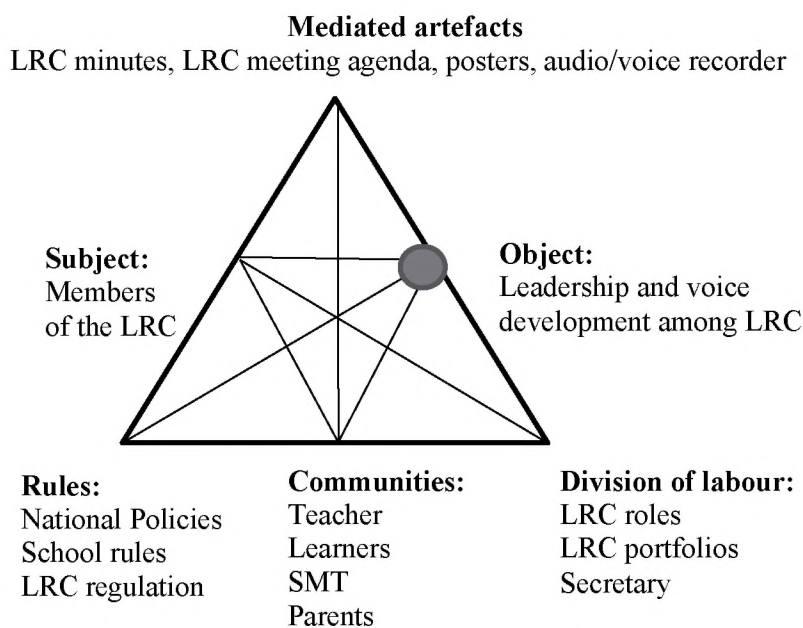 Mediated artefacts
LRC minutes, LRC meeting agenda, posters, audio/voice recorder
Subject:
Members
of the LRC
Object:
Leadership and voice
development among LRC
Rules:
National Policies
School rules
LRC regulation
Communities:
Teacher
Learners
SMT
Parents
Division of labour:
LRC roles
LRC portfolios
Secretary